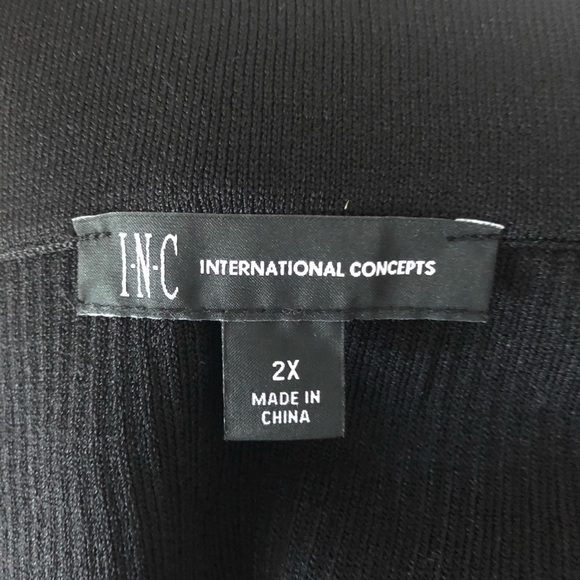 I·N·C INTERNATIONAL CONCEPTS
2X
MADE IN
CHINA